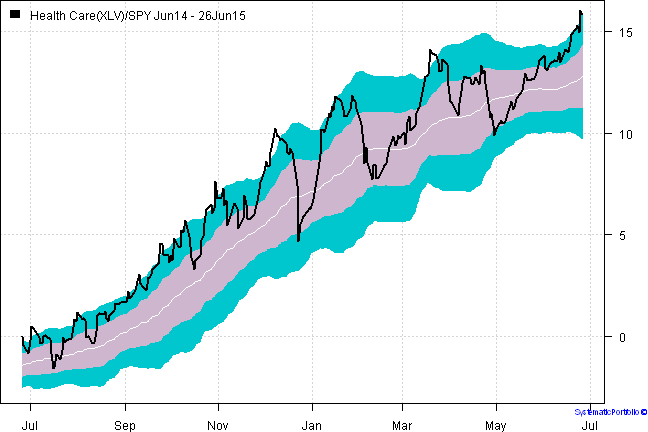 Health Care(XLV)/SPY Jun14 - 26Jun15
15
10
5
0
Jul Sep Nov Jan Mar May Jul
SystematicPortfolio ©